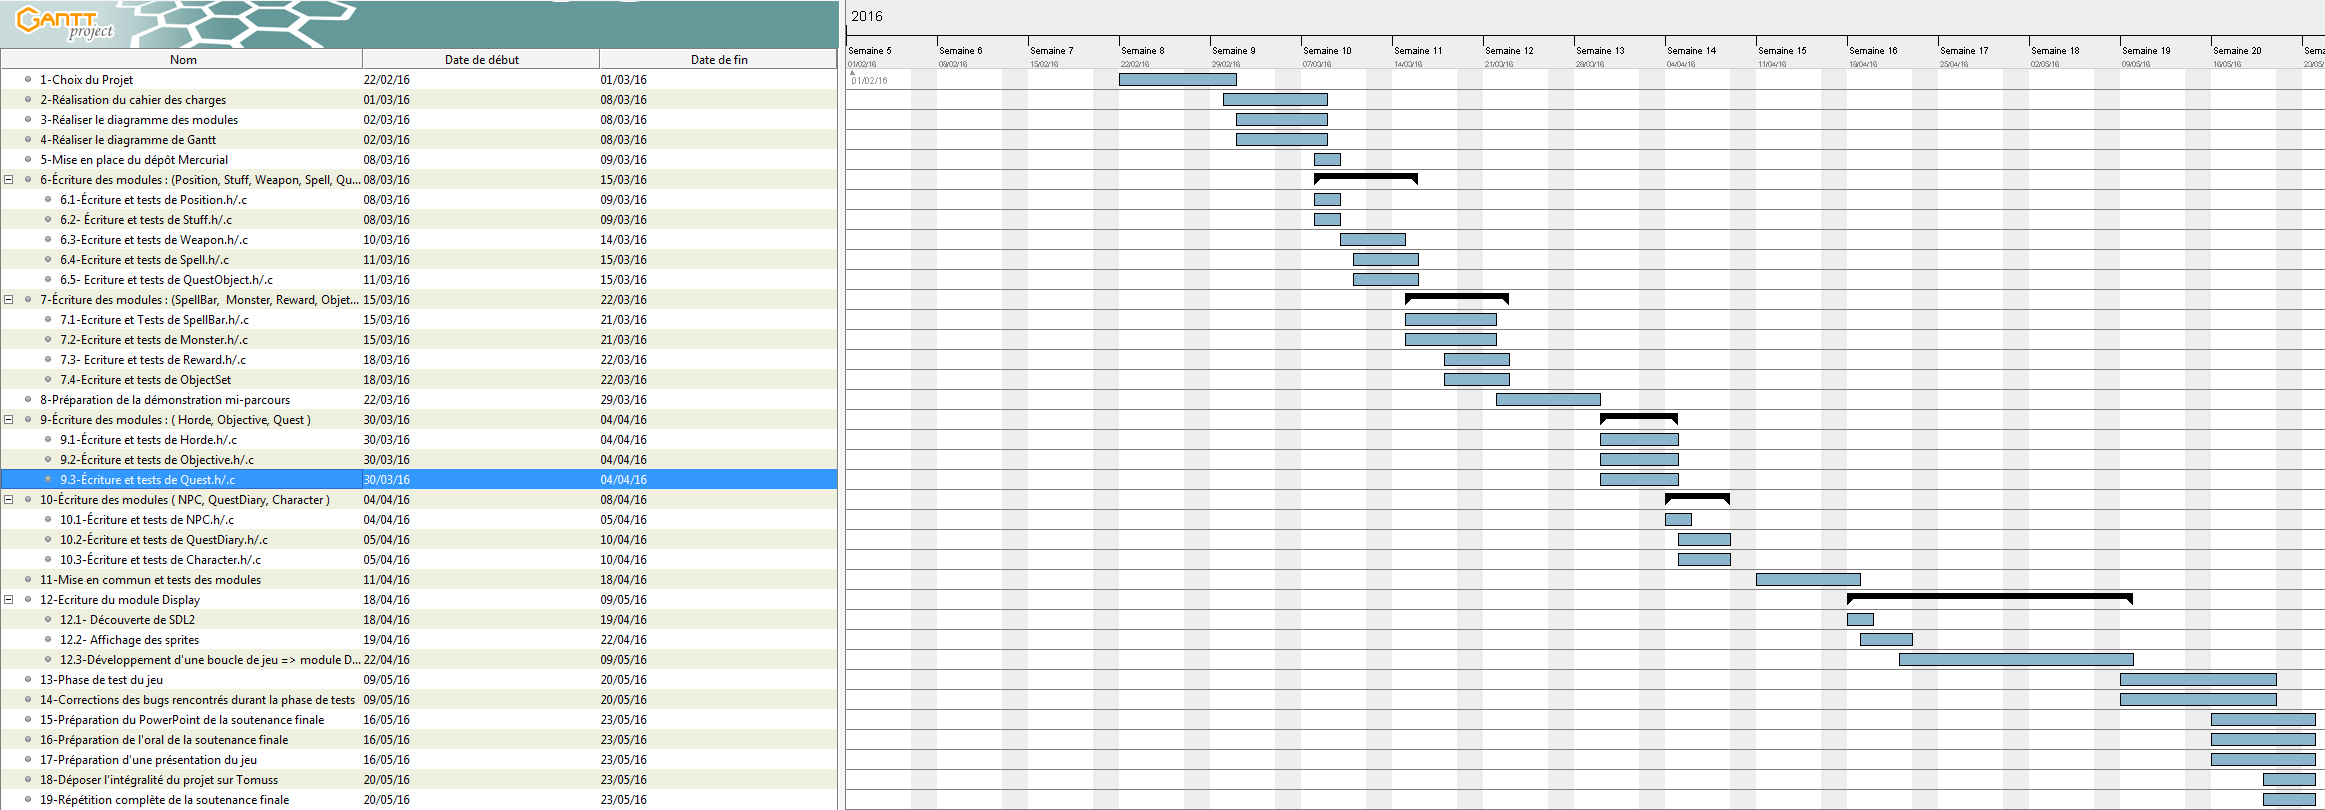 GANTT project
2016
Semaine 5 Semaine 6 Semaine 7 Semaine 8 Semaine 9 Semaine 10 Semaine 11 Semaine 12 Semaine 13 Semaine 14 Semaine 15 Semaine 16 Semaine 17 Semaine 18 Semaine 19 Semaine 20 Sema
01/02/16 08/02/16 15/02/16 22/02/16 29/02/16 07/03/16 14/03/16 21/03/16 28/03/16 04/04/16 11/04/16 18/04/16 25/04/16 02/05/16 09/05/16 16/05/16 23/05/
01/02/16
Nom Date de début Date de fin
1-Choix du Projet 22/02/16 01/03/16
2-Réalisation du cahier des charges 01/03/16 08/03/16
3-Réaliser le diagramme des modules 02/03/16 08/03/16
4-Réaliser le diagramme de Gantt 02/03/16 08/03/16
5-Mise en place du dépôt Mercurial 08/03/16 09/03/16
6-Écriture des modules : (Position, Stuff, Weapon, Spell, Qu... 08/03/16 15/03/16
6.1-Écriture et tests de Position.h/.c 08/03/16 09/03/16
6.2- Écriture et tests de Stuff.h/.c 08/03/16 09/03/16
6.3-Ecriture et tests de Weapon.h/.c 10/03/16 14/03/16
6.4-Ecriture et tests de Spell.h/.c 11/03/16 15/03/16
6.5- Ecriture et tests de QuestObject.h/.c 11/03/16 15/03/16
7-Écriture des modules : (SpellBar, Monster, Reward, Objet... 15/03/16 22/03/16
7.1-Ecriture et Tests de SpellBar.h/.c 15/03/16 21/03/16
7.2-Ecriture et tests de Monster.h/.c 15/03/16 21/03/16
7.3- Ecriture et tests de Reward.h/.c 18/03/16 22/03/16
7.4-Ecriture et tests de ObjectSet 18/03/16 22/03/16
8-Préparation de la démonstration mi-parcours 22/03/16 29/03/16
9-Écriture des modules : ( Horde, Objective, Quest ) 30/03/16 04/04/16
9.1-Écriture et tests de Horde.h/.c 30/03/16 04/04/16
9.2-Écriture et tests de Objective.h/.c 30/03/16 04/04/16
9.3-Écriture et tests de Quest.h/.c 30/03/16 04/04/16
10-Écriture des modules ( NPC, QuestDiary, Character ) 04/04/16 08/04/16
10.1-Écriture et tests de NPC.h/.c 04/04/16 05/04/16
10.2-Écriture et tests de QuestDiary.h/.c 05/04/16 10/04/16
10.3-Écriture et tests de Character.h/.c 05/04/16 10/04/16
11-Mise en commun et tests des modules 11/04/16 18/04/16
12-Ecriture du module Display 18/04/16 09/05/16
12.1- Découverte de SDL2 18/04/16 19/04/16
12.2- Affichage des sprites 19/04/16 22/04/16
12.3-Développement d'une boucle de jeu => module D... 22/04/16 09/05/16
13-Phase de test du jeu 09/05/16 20/05/16
14-Corrections des bugs rencontrés durant la phase de tests 09/05/16 20/05/16
15-Préparation du PowerPoint de la soutenance finale 16/05/16 23/05/16
16-Préparation de l'oral de la soutenance finale 16/05/16 23/05/16
17-Préparation d'une présentation du jeu 16/05/16 23/05/16
18-Déposer l'intégralité du projet sur Tomuss 20/05/16 23/05/16
19-Répétition complète de la soutenance finale 20/05/16 23/05/16